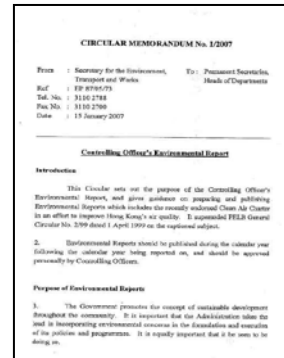 CIRCULAR MEMORANDUM No. 1/2007
From : Secretary for the Environment, Transport and Works
To : Permanent Secretaries, Heads of Departments
Ref : EP 87/05/73
Tel. No. : 3110 2788
Fax No. : 3110 2700
Date : 15 January 2007
Controlling Officer's Environmental Report
Introduction
This Circular sets out the purpose of the Controlling Officer's
Environmental Report, and gives guidance on preparing and publishing
Environmental Reports which includes the recently endorsed Clean Air Charter
in an effort to improve Hong Kong's air quality. It superseded PELB General
Circular No. 2/99 dated 1 April 1999 on the captioned subject.
2. Environmental Reports should be published during the calendar year
following the calendar year being reported on, and should be approved
personally by Controlling Officers.
Purpose of Environmental Reports
3. The Government promotes the concept of sustainable development
throughout the community. It is important that the Administration takes the
lead in incorporating environmental concerns in the formulation and execution
of its policies and programmes. It is equally important that it be seen to be
doing so.